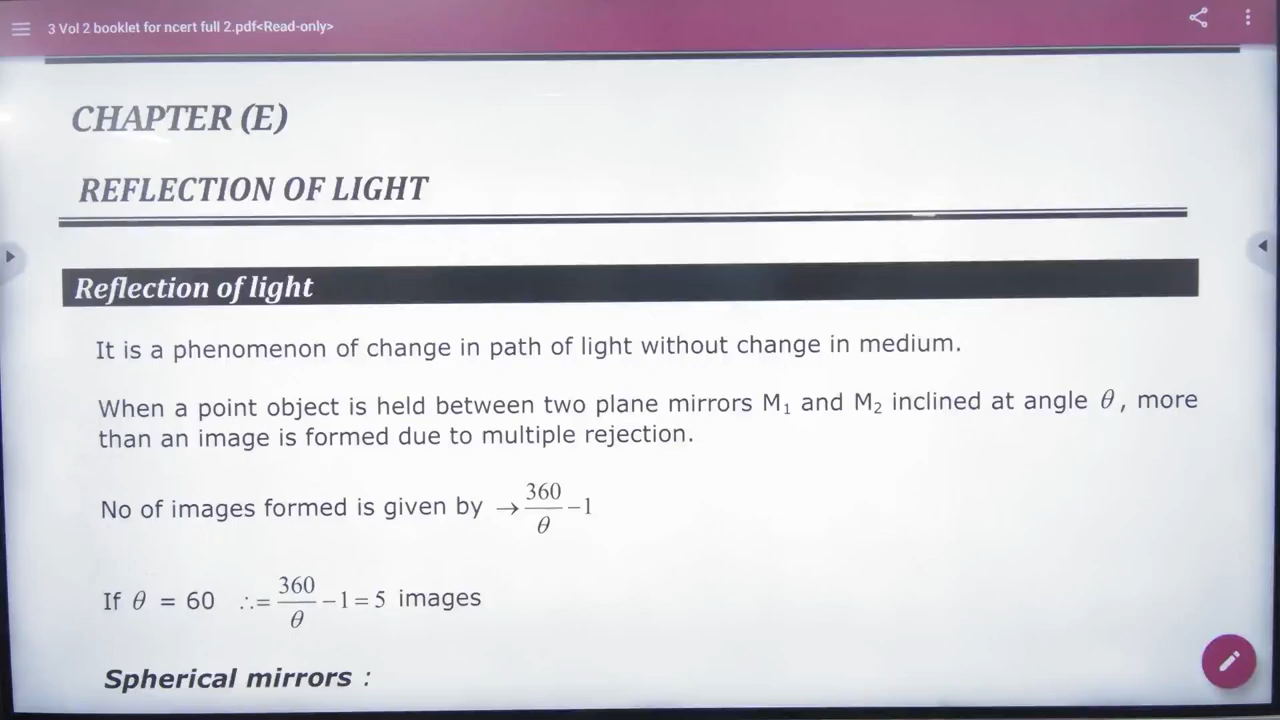 3 Vol 2 booklet for ncert full 2.pdf<Read-only>
CHAPTER (E)
REFLECTION OF LIGHT
Reflection of light
It is a phenomenon of change in path of light without change in medium.
When a point object is held between two plane mirrors M₁ and M₂ inclined at angle θ, more
than an image is formed due to multiple rejection.
No of images formed is given by → 360/θ −1
If θ = 60 ∴= 360/θ −1 = 5 images
Spherical mirrors :